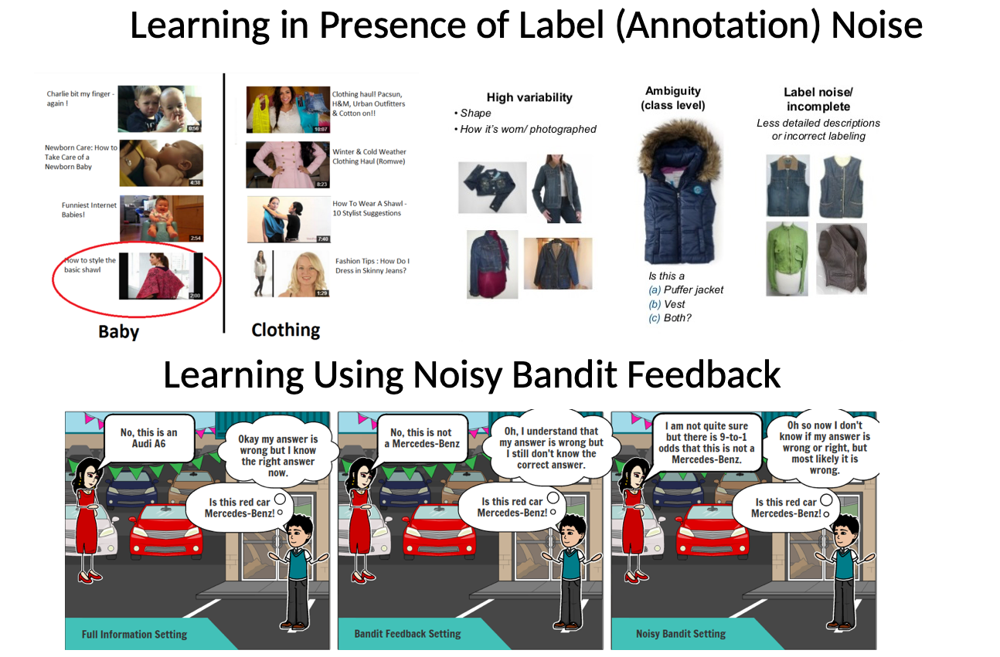 Learning in Presence of Label (Annotation) Noise
Charlie bit my finger -
again !
0:56
Newborn Care: How to
Take Care of a
Newborn Baby
4:38
Funniest Internet
Babies!
2:54
How to style the
basic shawl
2:00
Baby
Clothing haul! Pacsun,
H&M, Urban Outfitters
& Cotton on!!
10:07
Winter & Cold Weather
Clothing Haul (Romwe)
8:23
How To Wear A Shawl -
10 Stylist Suggestions
7:40
Fashion Tips : How Do I
Dress in Skinny Jeans?
1:29
Clothing
High variability
• Shape
• How it's worn/ photographed
Ambiguity
(class level)
Is this a
(a) Puffer jacket
(b) Vest
(c) Both?
Label noise/
incomplete
Less detailed descriptions
or incorrect labeling
Learning Using Noisy Bandit Feedback
No, this is an
Audi A6
Okay my answer is
wrong but I know
the right answer
now.
Is this red car
Mercedes-Benz!
Full Information Setting
No, this is not
a Mercedes-Benz
Oh, I understand that
my answer is wrong but
I still don't know the
correct answer.
Is this red car
Mercedes-Benz!
Bandit Feedback Setting
I am not quite sure
but there is 9-to-1
odds that this is not a
Mercedes-Benz.
Oh so now I don't
know if my answer is
wrong or right, but
most likely it is
wrong.
Is this red car
Mercedes-Benz!
Noisy Bandit Setting